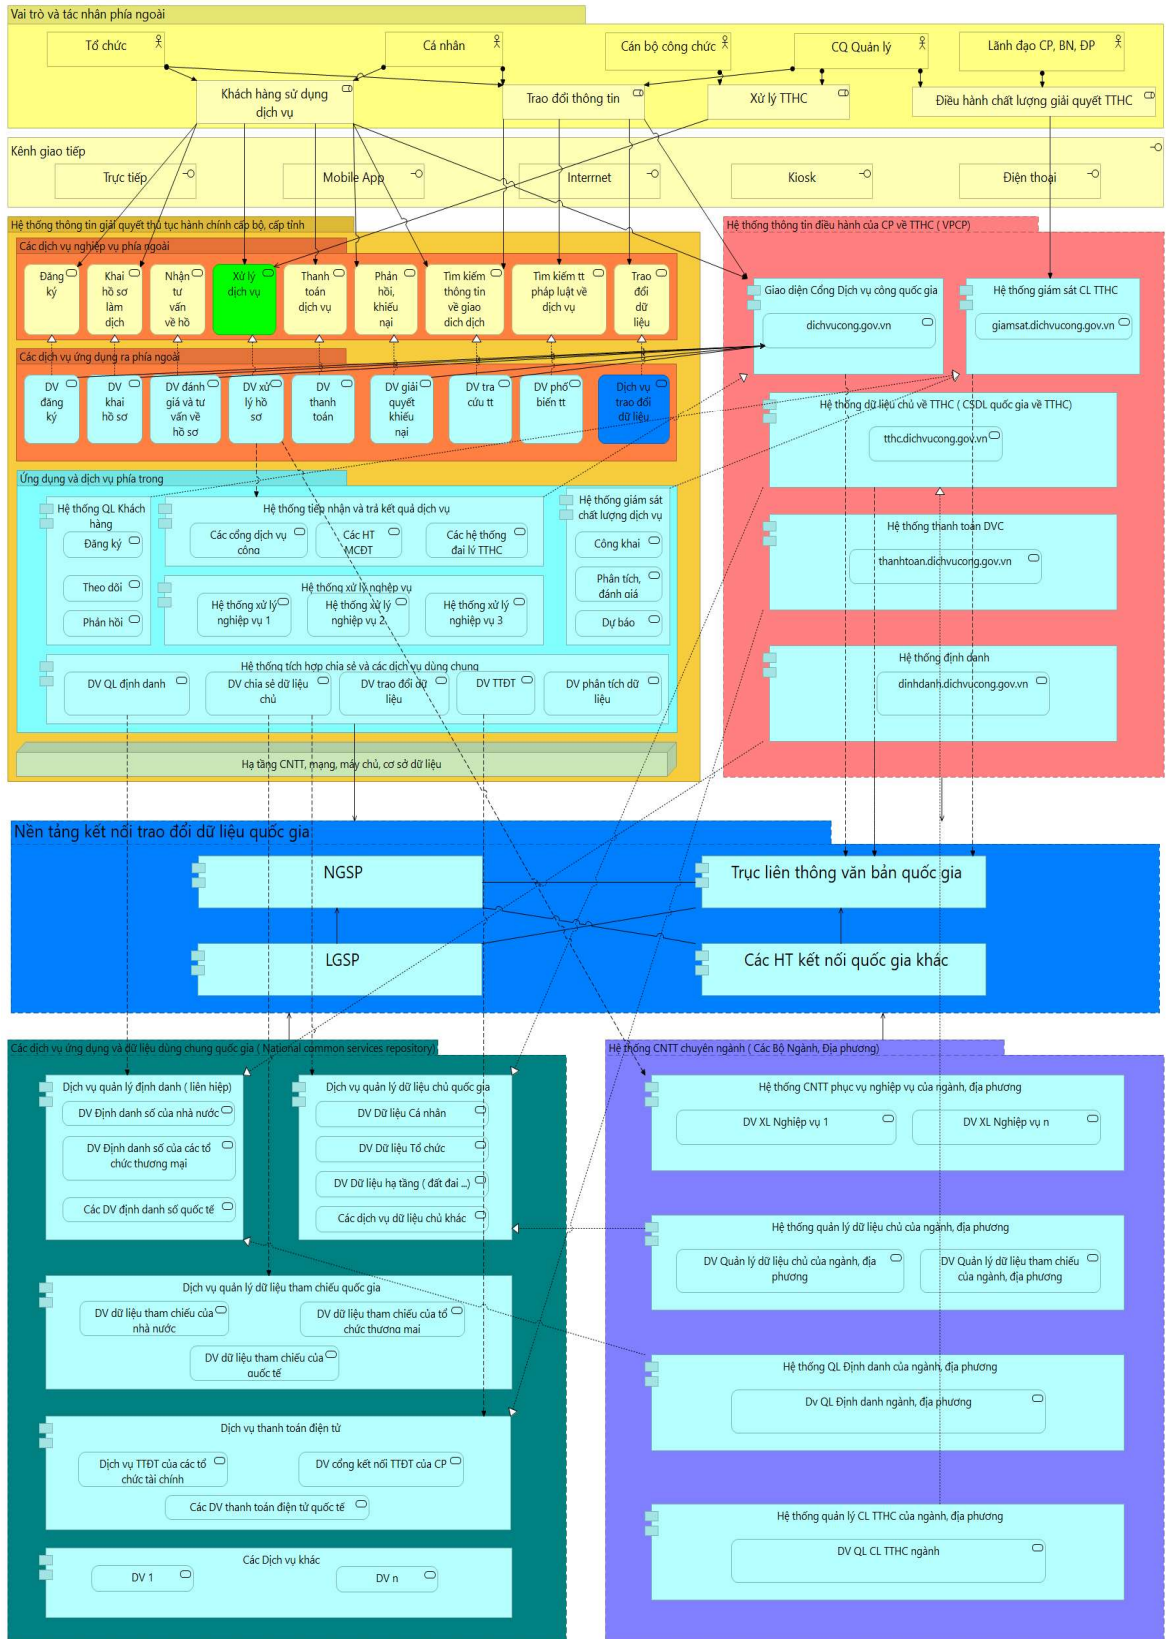 Vai trò và tác nhân phía ngoài
Tổ chức
Cá nhân
Cán bộ công chức
CQ Quản lý
Lãnh đạo CP, BN, ĐP
Khách hàng sử dụng
dịch vụ
Trao đổi thông tin
Xử lý TTHC
Điều hành chất lượng giải quyết TTHC
Kênh giao tiếp
Trực tiếp
Mobile App
Interrnet
Kiosk
Điện thoại
Hệ thống thông tin giải quyết thủ tục hành chính cấp bộ, cấp tỉnh
Các dịch vụ nghiệp vụ phía ngoài
Đăng
ký
Khai
hồ sơ
làm
dịch
Nhận
tư
vấn
về hồ
Xử lý
dịch vụ
Thanh
toán
dịch vụ
Phản
hồi,
khiếu
nại
Tìm kiếm
thông tin
về giao
dich dịch
Tìm kiếm tt
pháp luật về
dịch vụ
Trao
đổi
dữ
liệu
Các dịch vụ ứng dụng ra phía ngoài
DV
đăng
ký
DV
khai
hồ sơ
DV đánh
giá và tư
vấn về
hồ sơ
DV xử
lý hồ
sơ
DV
thanh
toán
DV giải
quyết
khiếu
nại
DV tra
cứu tt
DV phổ
biến tt
Dịch vụ
trao đổi
dữ liệu
Ứng dụng và dịch vụ phía trong
Hệ thống QL Khách
hàng
Đăng ký
Theo dõi
Phản hồi
Hệ thống tiếp nhận và trả kết quả dịch vụ
Các cổng dịch vụ
công
Các HT
MCĐT
Các hệ thống
đại lý TTHC
Hệ thống xử lý nghệp vụ
Hệ thống xử lý
nghiệp vụ 1
Hệ thống xử lý
nghiệp vụ 2
Hệ thống xử lý
nghiệp vụ 3
Hệ thống giám sát
chất lượng dịch vụ
Công khai
Phân tích,
đánh giá
Dự báo
Hệ thống tích hợp chia sẻ và các dịch vụ dùng chung
DV QL định danh
DV chia sẻ dữ liệu
chủ
DV trao đổi dữ
liệu
DV TTĐT
DV phân tích dữ
liệu
Hạ tầng CNTT, mạng, máy chủ, cơ sở dữ liệu
Hệ thống thông tin điều hành của CP về TTHC ( VPCP)
Giao diện Cổng Dịch vụ công quốc gia
dichvucong.gov.vn
Hệ thống giám sát CL TTHC
giamsat.dichvucong.gov.vn
Hệ thống dữ liệu chủ về TTHC ( CSDL quốc gia về TTHC)
tthc.dichvucong.gov.vn
Hệ thống thanh toán DVC
thanhtoan.dichvucong.gov.vn
Hệ thống định danh
dinhdanh.dichvucong.gov.vn
Nền tảng kết nối trao đổi dữ liệu quốc gia
NGSP
Trục liên thông văn bản quốc gia
LGSP
Các HT kết nối quốc gia khác
Các dịch vụ ứng dụng và dữ liệu dùng chung quốc gia ( National common services repository)
Dịch vụ quản lý định danh ( liên hiệp)
DV Định danh số của nhà nước
DV Định danh số của các tổ
chức thương mại
Các DV định danh số quốc tế
Dịch vụ quản lý dữ liệu chủ quốc gia
DV Dữ liệu Cá nhân
DV Dữ liệu Tổ chức
DV Dữ liệu hạ tầng ( đất đai ...)
Các dịch vụ dữ liệu chủ khác
Dịch vụ quản lý dữ liệu tham chiếu quốc gia
DV dữ liệu tham chiếu của
nhà nước
DV dữ liệu tham chiếu của tổ
chức thương mại
DV dữ liệu tham chiếu của
quốc tế
Dịch vụ thanh toán điện tử
Dịch vụ TTĐT của các tổ
chức tài chính
DV cổng kết nối TTĐT của CP
Các DV thanh toán điện tử quốc tế
Các Dịch vụ khác
DV 1
DV n
Hệ thống CNTT chuyên ngành ( Các Bộ Ngành, Địa phương)
Hệ thống CNTT phục vụ nghiệp vụ của ngành, địa phương
DV XL Nghiệp vụ 1
DV XL Nghiệp vụ n
Hệ thống quản lý dữ liệu chủ của ngành, địa phương
DV Quản lý dữ liệu chủ của ngành, địa
phương
DV Quản lý dữ liệu tham chiếu
của ngành, địa phương
Hệ thống QL Định danh của ngành, địa phương
Dv QL Định danh ngành, địa phương
Hệ thống quản lý CL TTHC của ngành, địa phương
DV QL CL TTHC ngành